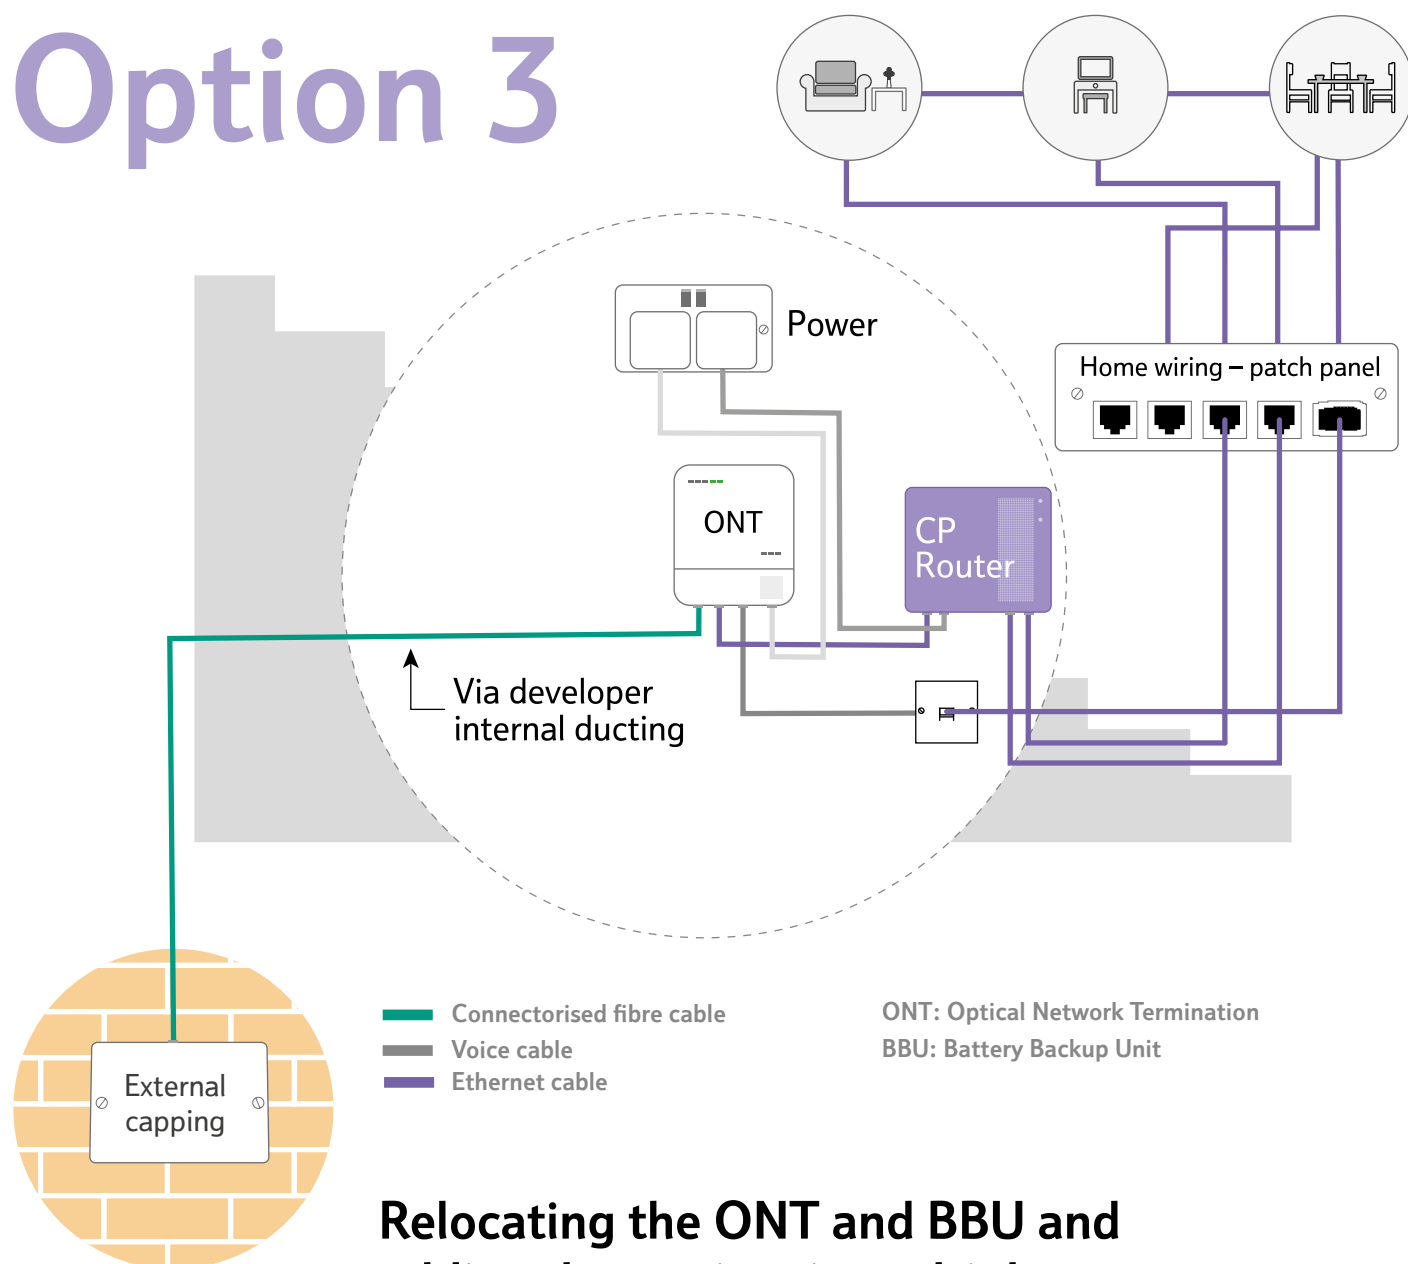 Option 3
Power
Home wiring – patch panel
ONT
CP
Router
Via developer
internal ducting
External
capping
Connectorised fibre cable
Voice cable
Ethernet cable
ONT: Optical Network Termination
BBU: Battery Backup Unit
Relocating the ONT and BBU and